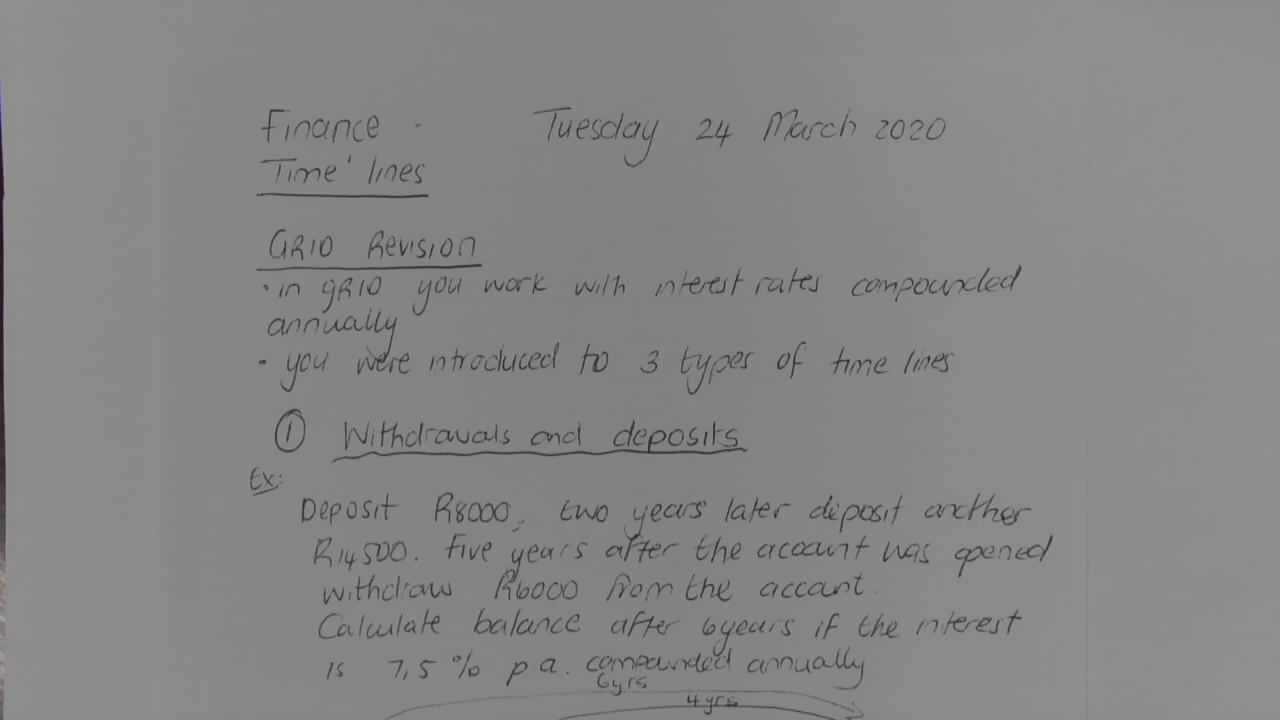 Finance - Tuesday 24 March 2020
Time' lines
GR10 Revision
• in gR10 you work with interest rates compounded
annually
• you were introduced to 3 types of time lines
① Withdrawals and deposits
Ex:
Deposit R8000, two years later deposit another
R14500. Five years after the account was opened
withdraw R6000 from the account.
Calculate balance after 6years if the interest
is 7,5% p a. compounded annually
6yrs
4 yrs